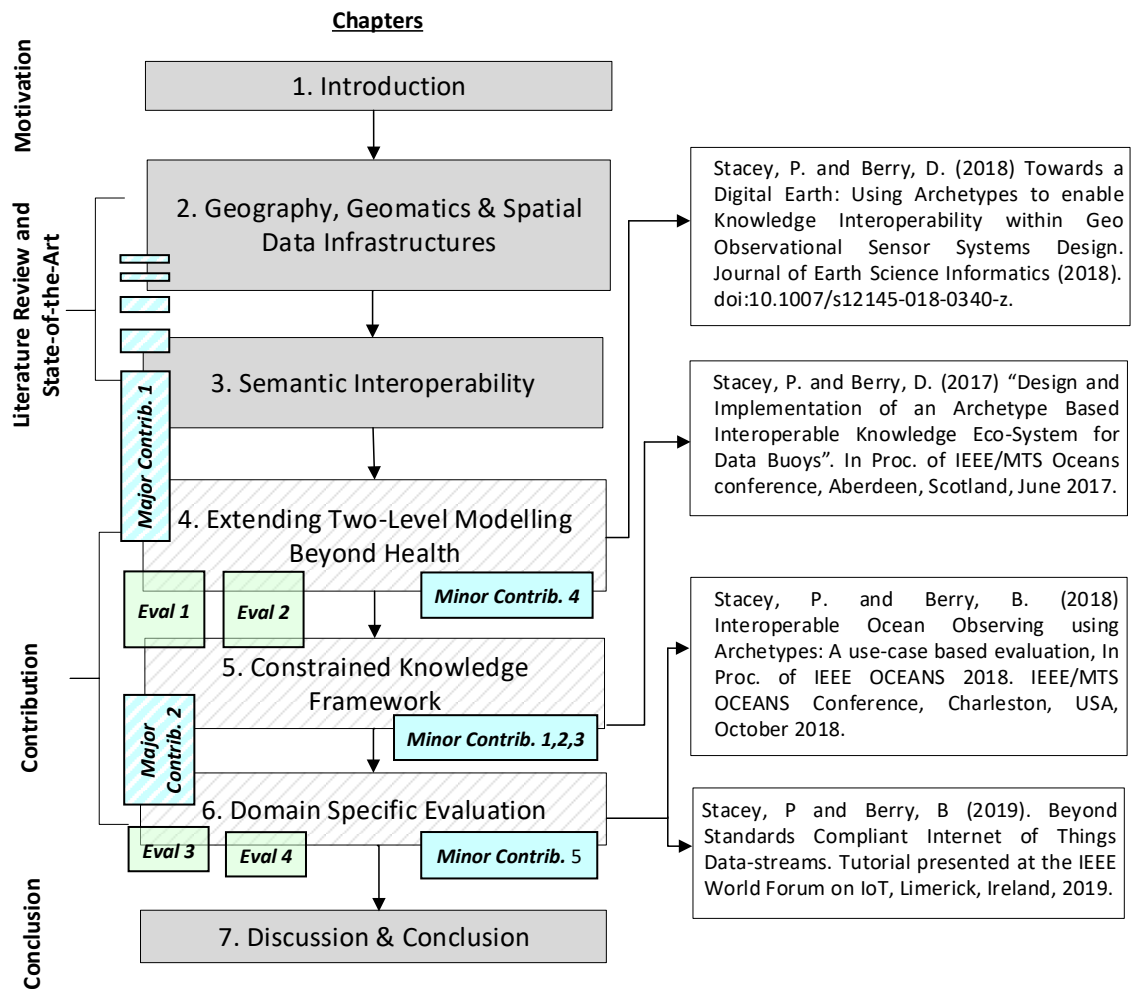 Chapters
Motivation
1. Introduction
Literature Review and
State-of-the-Art
2. Geography, Geomatics & Spatial
Data Infrastructures
3. Semantic Interoperability
Major Contrib. 1
4. Extending Two-Level Modelling
Beyond Health
Eval 1
Eval 2
Minor Contrib. 4
Contribution
5. Constrained Knowledge
Framework
Major
Contrib. 2
Minor Contrib. 1,2,3
6. Domain Specific Evaluation
Eval 3
Eval 4
Minor Contrib. 5
Conclusion
7. Discussion & Conclusion
Stacey, P. and Berry, D. (2018) Towards a
Digital Earth: Using Archetypes to enable
Knowledge Interoperability within Geo
Observational Sensor Systems Design.
Journal of Earth Science Informatics (2018).
doi:10.1007/s12145-018-0340-z.
Stacey, P. and Berry, D. (2017) “Design and
Implementation of an Archetype Based
Interoperable Knowledge Eco-System for
Data Buoys”. In Proc. of IEEE/MTS Oceans
conference, Aberdeen, Scotland, June 2017.
Stacey, P. and Berry, B. (2018)
Interoperable Ocean Observing using
Archetypes: A use-case based evaluation, In
Proc. of IEEE OCEANS 2018. IEEE/MTS
OCEANS Conference, Charleston, USA,
October 2018.
Stacey, P and Berry, B (2019). Beyond
Standards Compliant Internet of Things
Data-streams. Tutorial presented at the IEEE
World Forum on IoT, Limerick, Ireland, 2019.